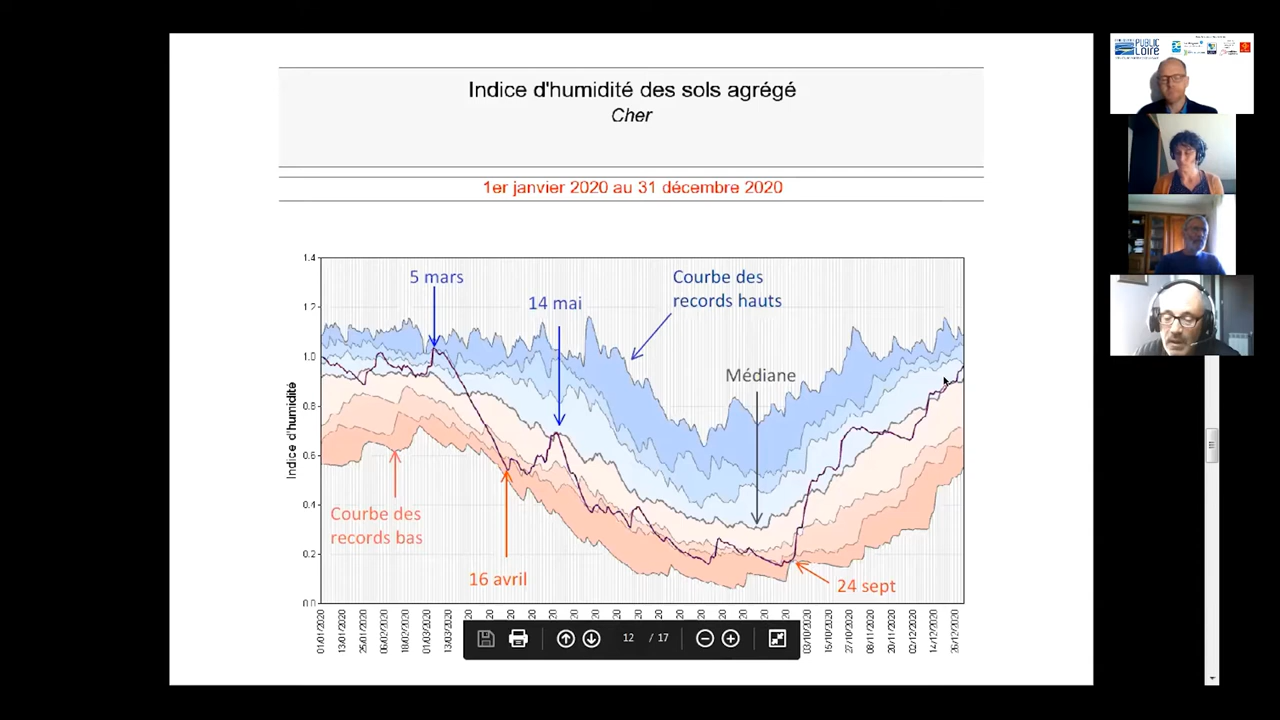 Indice d'humidité des sols agrégé
Cher
1er janvier 2020 au 31 décembre 2020
Indice d'humidité
1.4
1.2
1.0
0.8
0.6
0.4
0.2
0.0
5 mars
14 mai
Courbe des
records hauts
Médiane
Courbe des
records bas
16 avril
24 sept
01/01/2020
13/01/2020
25/01/2020
06/02/2020
18/02/2020
01/03/2020
13/03/2020
03/10/2020
15/10/2020
27/10/2020
08/11/2020
20/11/2020
02/12/2020
14/12/2020
26/12/2020
12 / 17
PUBLIC
Loire